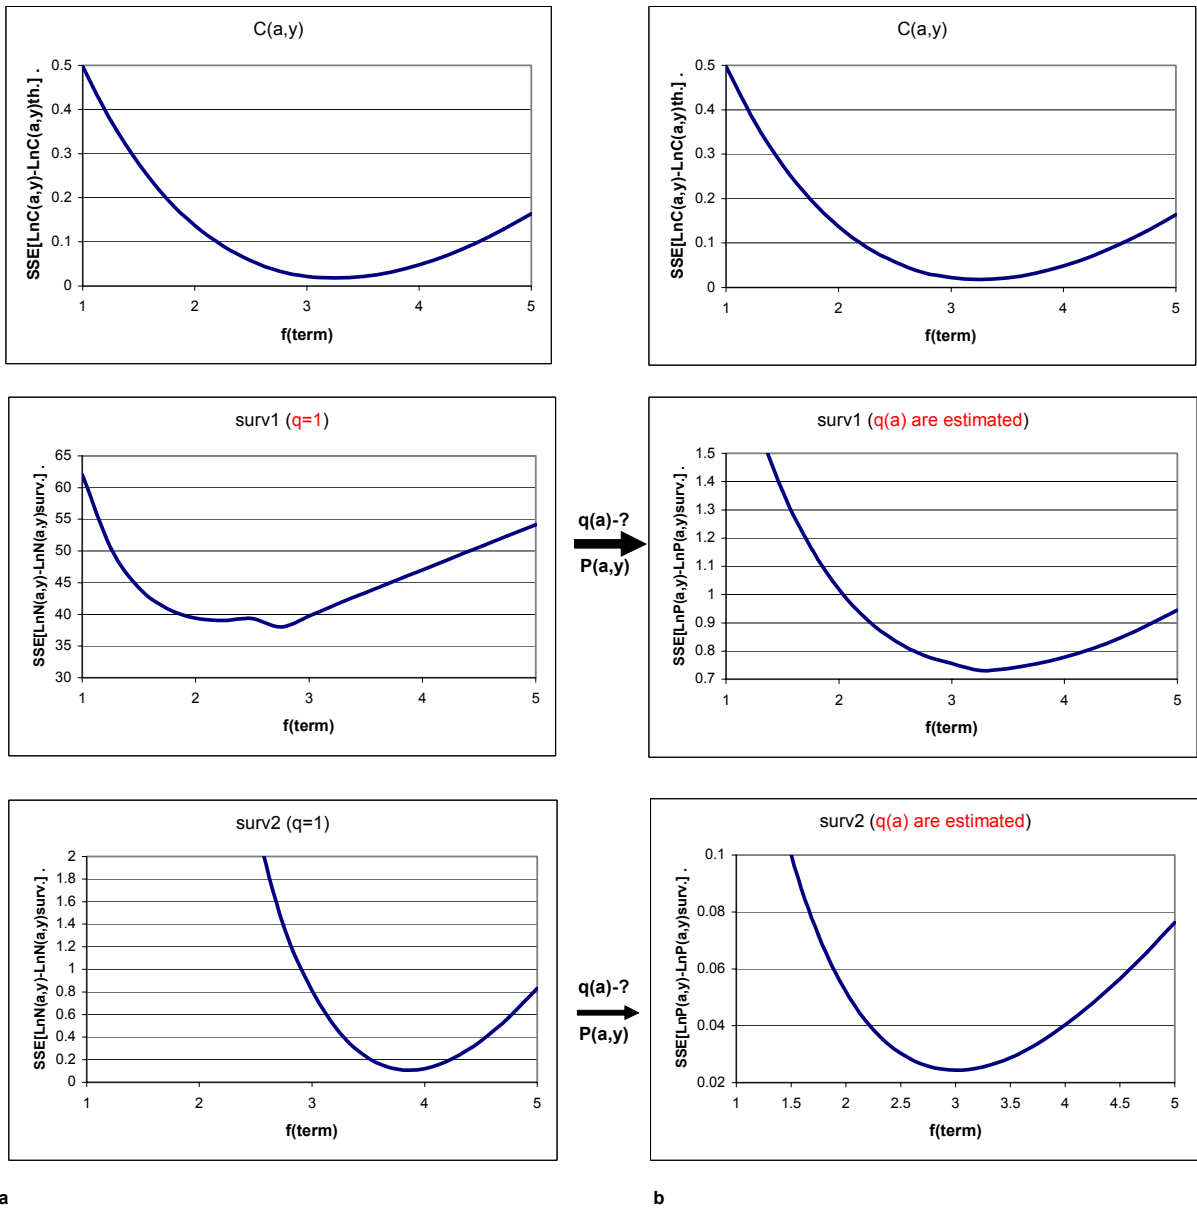 C(a,y)
SSE[LnC(a,y)-LnC(a,y)th.] .
0.5
0.4
0.3
0.2
0.1
0
1 2 3 4 5
f(term)
C(a,y)
SSE[LnC(a,y)-LnC(a,y)th.] .
0.5
0.4
0.3
0.2
0.1
0
1 2 3 4 5
f(term)
surv1 (q=1)
SSE[LnN(a,y)-LnN(a,y)surv.] .
65
60
55
50
45
40
35
30
1 2 3 4 5
f(term)
q(a)-?
P(a,y)
surv1 (q(a) are estimated)
SSE[LnP(a,y)-LnP(a,y)surv.] .
1.5
1.4
1.3
1.2
1.1
1
0.9
0.8
0.7
1 2 3 4 5
f(term)
surv2 (q=1)
SSE[LnN(a,y)-LnN(a,y)surv.] .
2
1.8
1.6
1.4
1.2
1
0.8
0.6
0.4
0.2
0
1 2 3 4 5
f(term)
q(a)-?
P(a,y)
surv2 (q(a) are estimated)
SSE[LnP(a,y)-LnP(a,y)surv.] .
0.1
0.08
0.06
0.04
0.02
1 1.5 2 2.5 3 3.5 4 4.5 5
f(term)
a
b